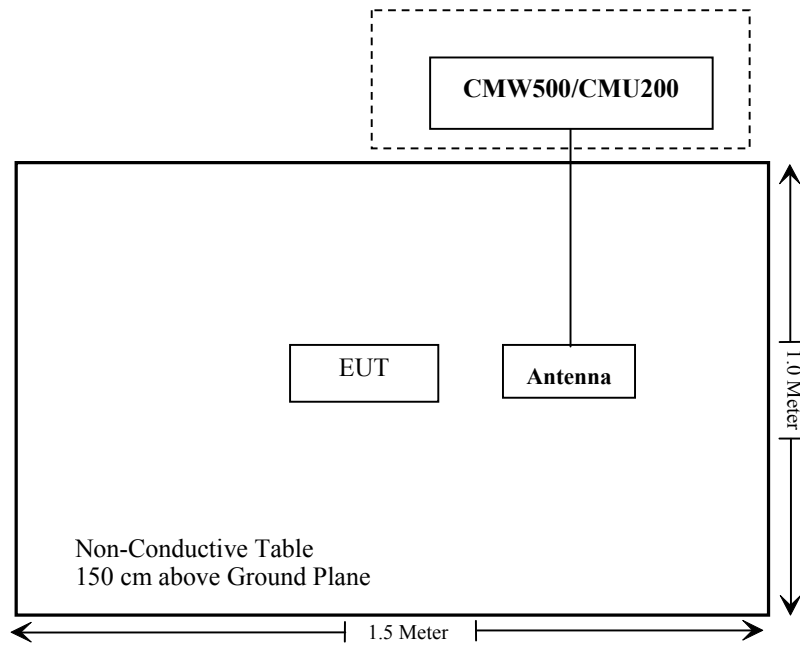 CMW500/CMU200
EUT
Antenna
1.0 Meter
Non-Conductive Table
150 cm above Ground Plane
1.5 Meter